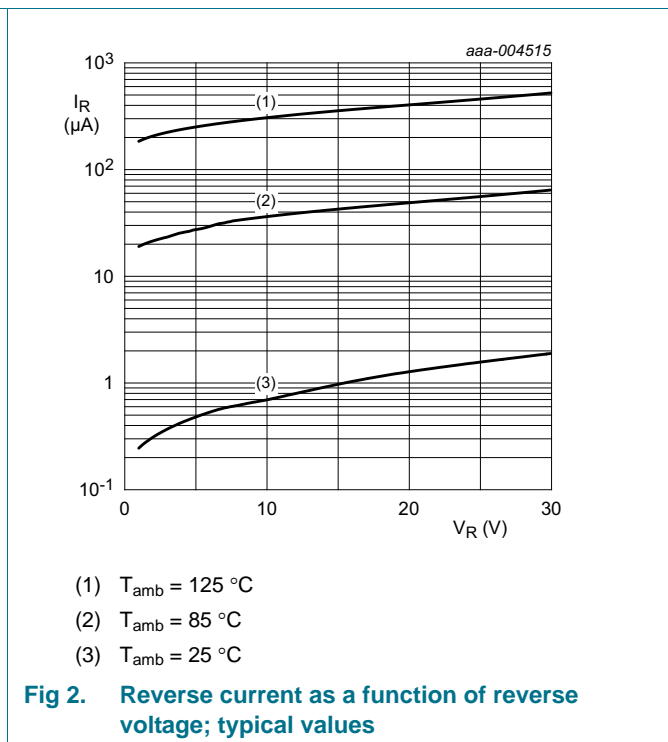 aaa-004515
10³
I_R
(µA)
(1)
10²
(2)
10
1
(3)
10⁻¹
0 10 20 30
V_R (V)
(1) T_amb = 125 °C
(2) T_amb = 85 °C
(3) T_amb = 25 °C
Fig 2. Reverse current as a function of reverse
voltage; typical values